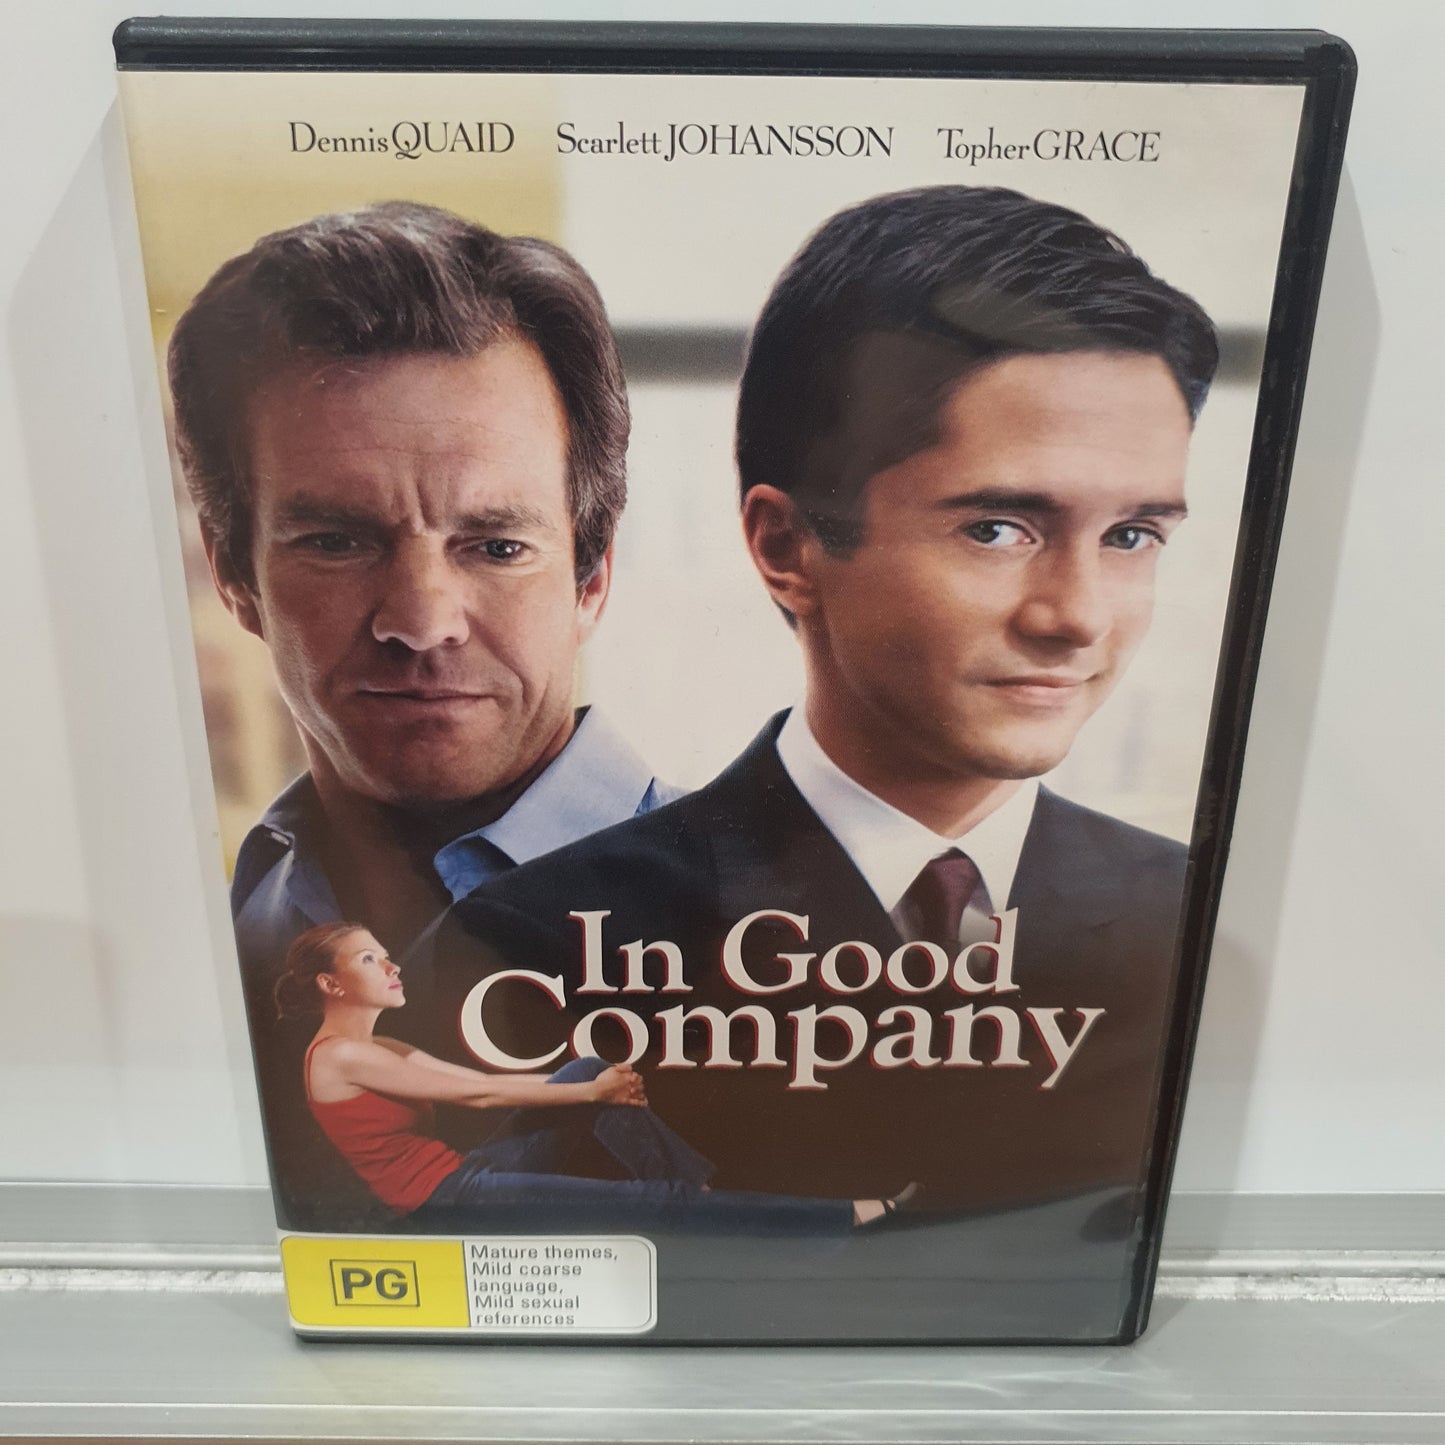 Dennis QUAID Scarlett JOHANSSON Topher GRACE
In Good
Company
PG
Mature themes,
Mild coarse
language,
Mild sexual
references